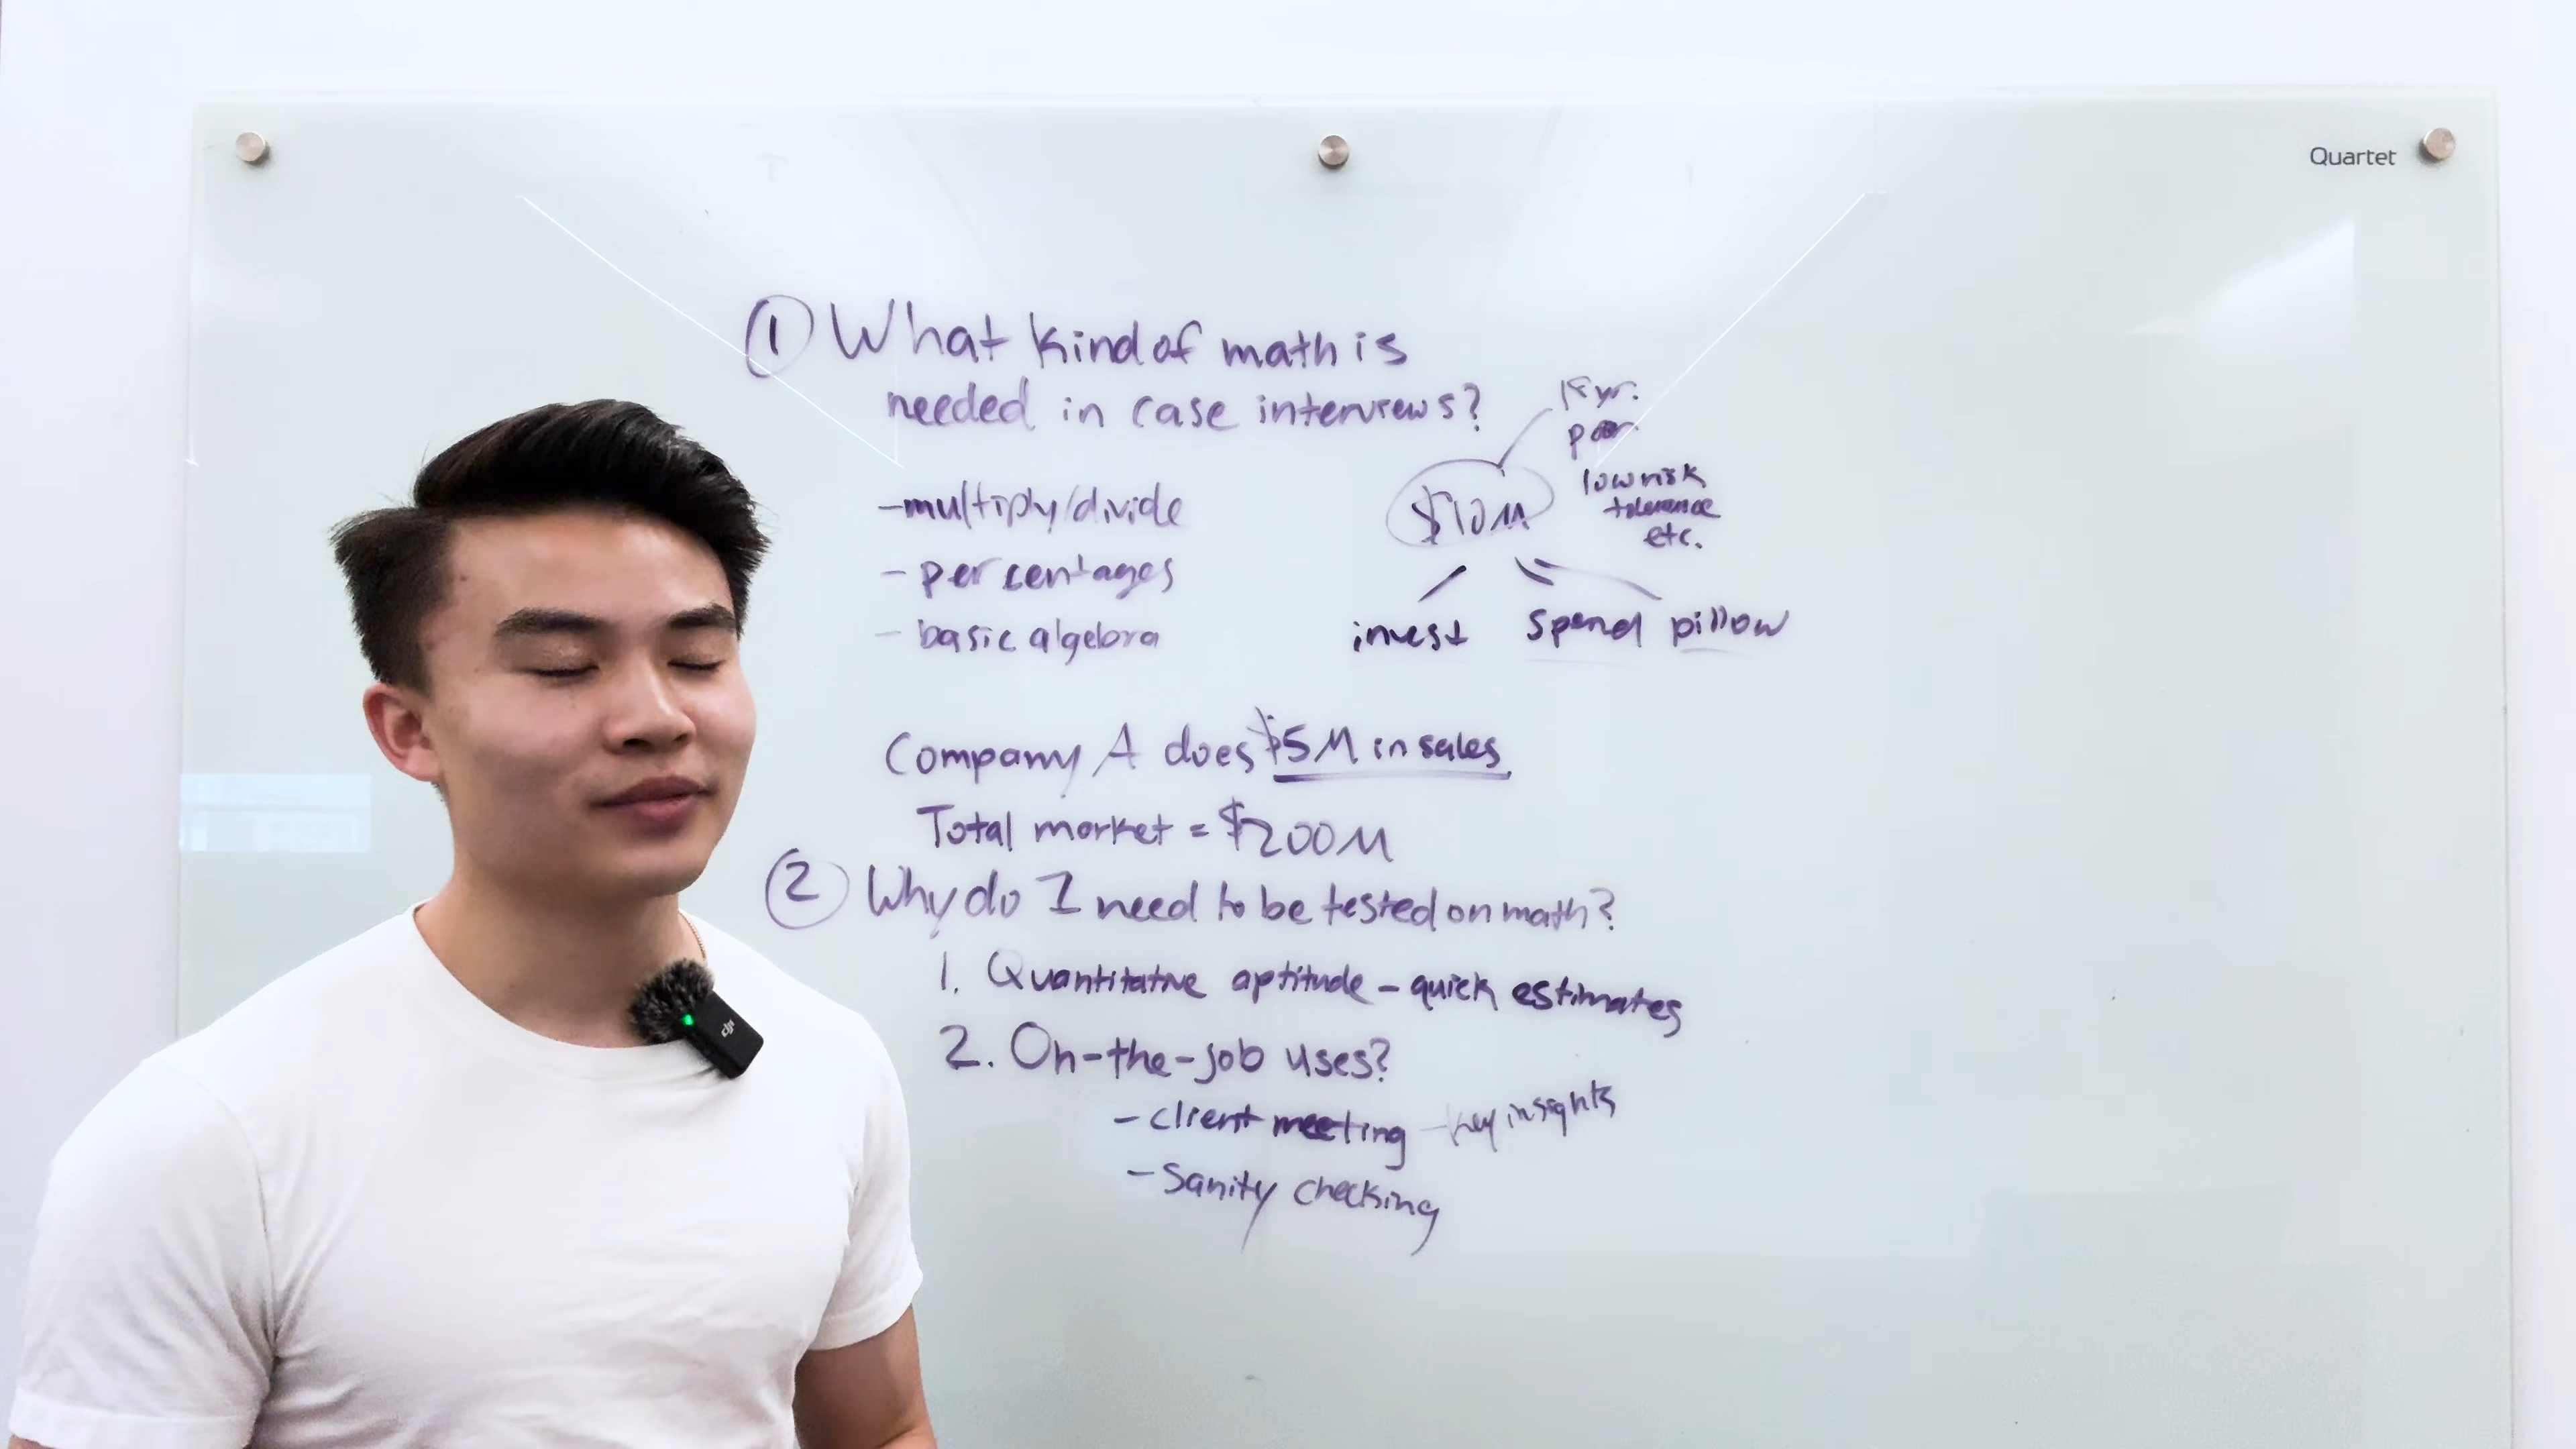 Quartet
① What kind of math is
needed in case interviews?
- multiply/divide
- percentages
- basic algebra
yr.
poor.
low risk
tolerance
etc.
$10M
invest spend pillow
Company A does $5M in sales
Total market = $200M
② Why do I need to be tested on math?
1. Quantitative aptitude - quick estimates
2. On-the-job uses?
- client meeting - key insights
- Sanity checking
dji